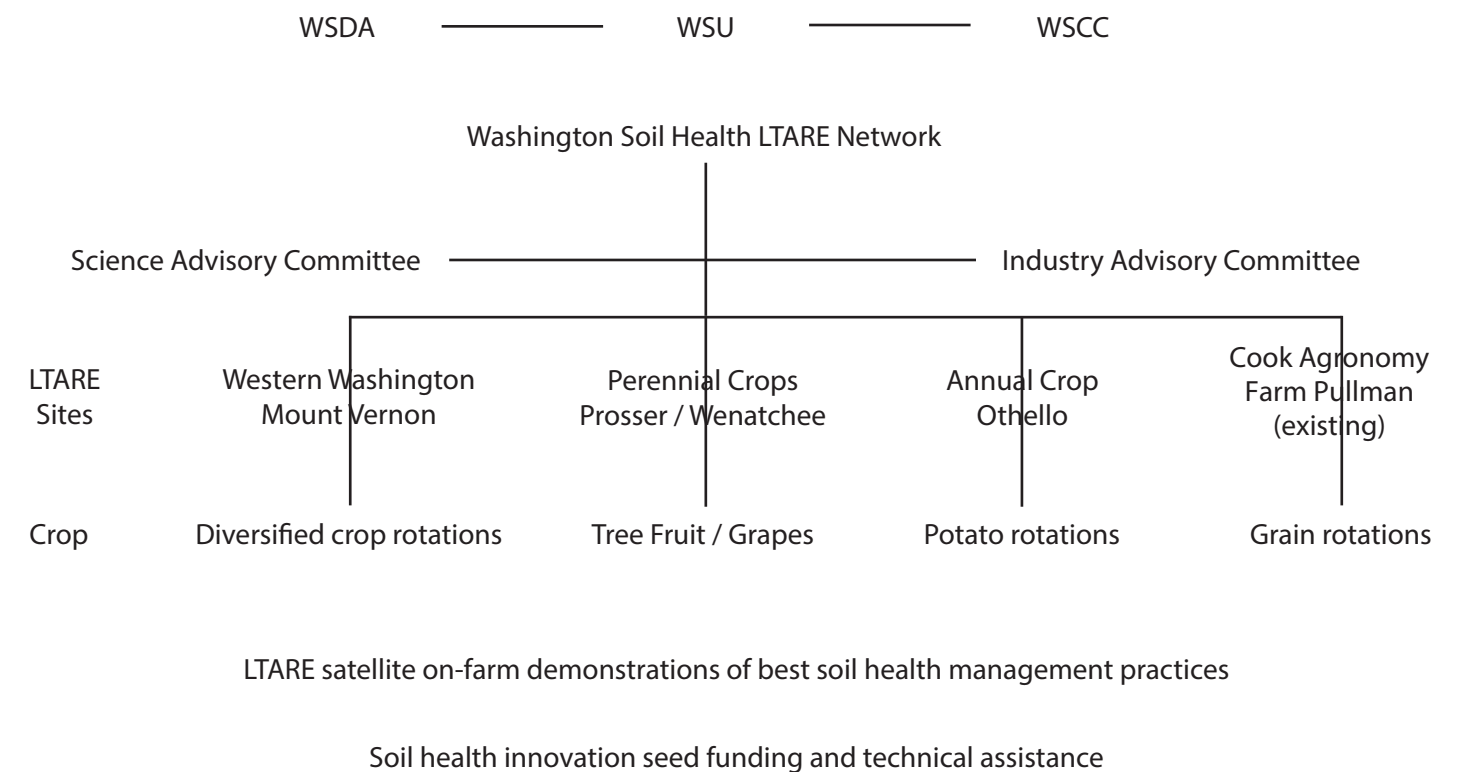 WSDA WSU WSCC
Washington Soil Health LTARE Network
Science Advisory Committee Industry Advisory Committee
LTARE
Sites
Western Washington
Mount Vernon
Perennial Crops
Prosser / Wenatchee
Annual Crop
Othello
Cook Agronomy
Farm Pullman
(existing)
Crop Diversified crop rotations Tree Fruit / Grapes Potato rotations Grain rotations
LTARE satellite on-farm demonstrations of best soil health management practices
Soil health innovation seed funding and technical assistance